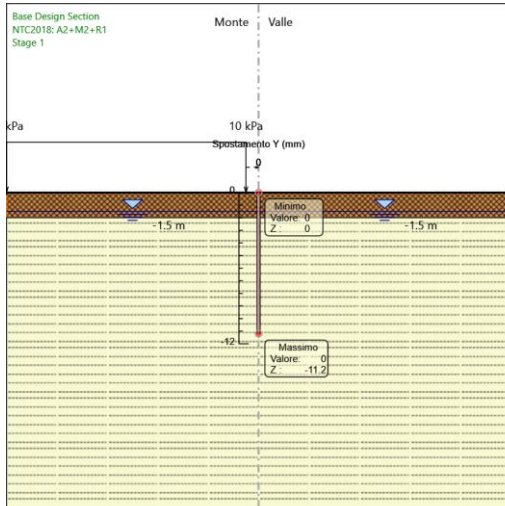 Base Design Section
NTC2018: A2+M2+R1
Stage 1
Monte Valle
kPa
10 kPa
Spostamento Y (mm)
0
0
Minimo
Valore: 0
Z : 0
-1.5 m
-1.5 m
-12
Massimo
Valore: 0
Z : -11.2